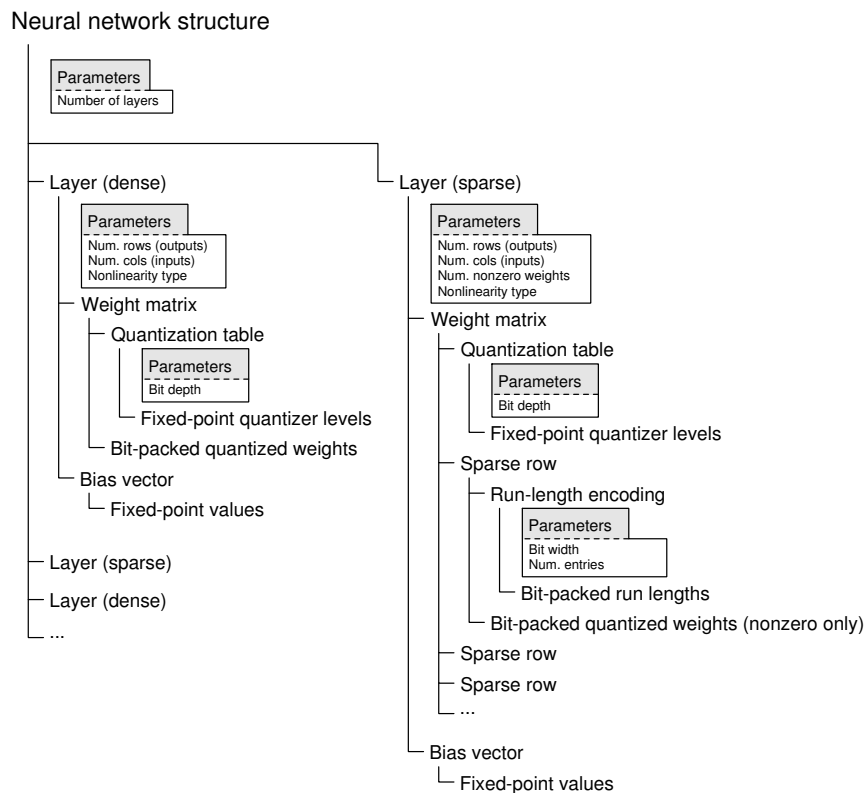 Neural network structure
Parameters
Number of layers
Layer (dense)
Parameters
Num. rows (outputs)
Num. cols (inputs)
Nonlinearity type
Weight matrix
Quantization table
Parameters
Bit depth
Fixed-point quantizer levels
Bit-packed quantized weights
Bias vector
Fixed-point values
Layer (sparse)
Layer (dense)
...
Layer (sparse)
Parameters
Num. rows (outputs)
Num. cols (inputs)
Num. nonzero weights
Nonlinearity type
Weight matrix
Quantization table
Parameters
Bit depth
Fixed-point quantizer levels
Sparse row
Run-length encoding
Parameters
Bit width
Num. entries
Bit-packed run lengths
Bit-packed quantized weights (nonzero only)
Sparse row
Sparse row
...
Bias vector
Fixed-point values